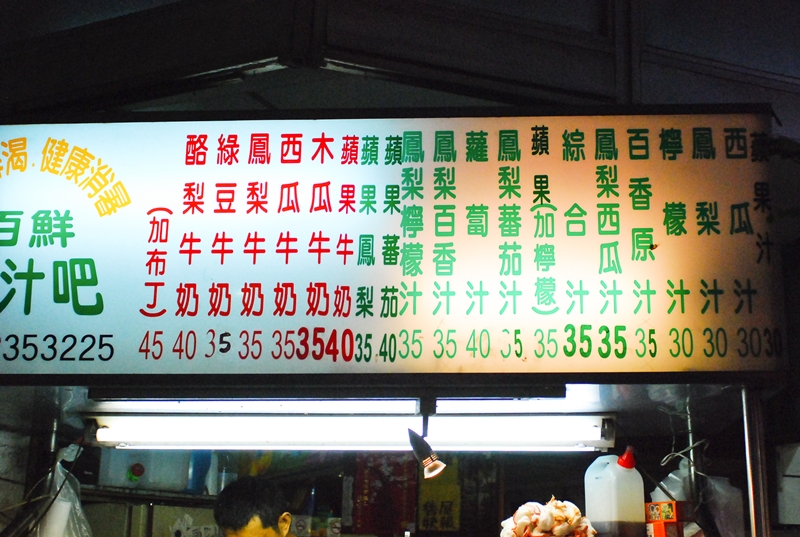 渴.健康消暑
百鮮
汁吧
353225
蘋果汁 30
西瓜汁 30
鳳梨汁 30
檸檬汁 30
百香原汁 35
鳳梨西瓜汁 35
綜合汁 35
蘋果(加檸檬) 35
鳳梨蕃茄汁 35
蘿蔔汁 40
鳳梨百香汁 35
鳳梨檸檬汁 35
蘋果蕃茄 40
蘋果鳳梨 35
蘋果牛奶 40
木瓜牛奶 35
西瓜牛奶 35
鳳梨牛奶 35
綠豆牛奶 35
酪梨牛奶 40
(加布丁) 45